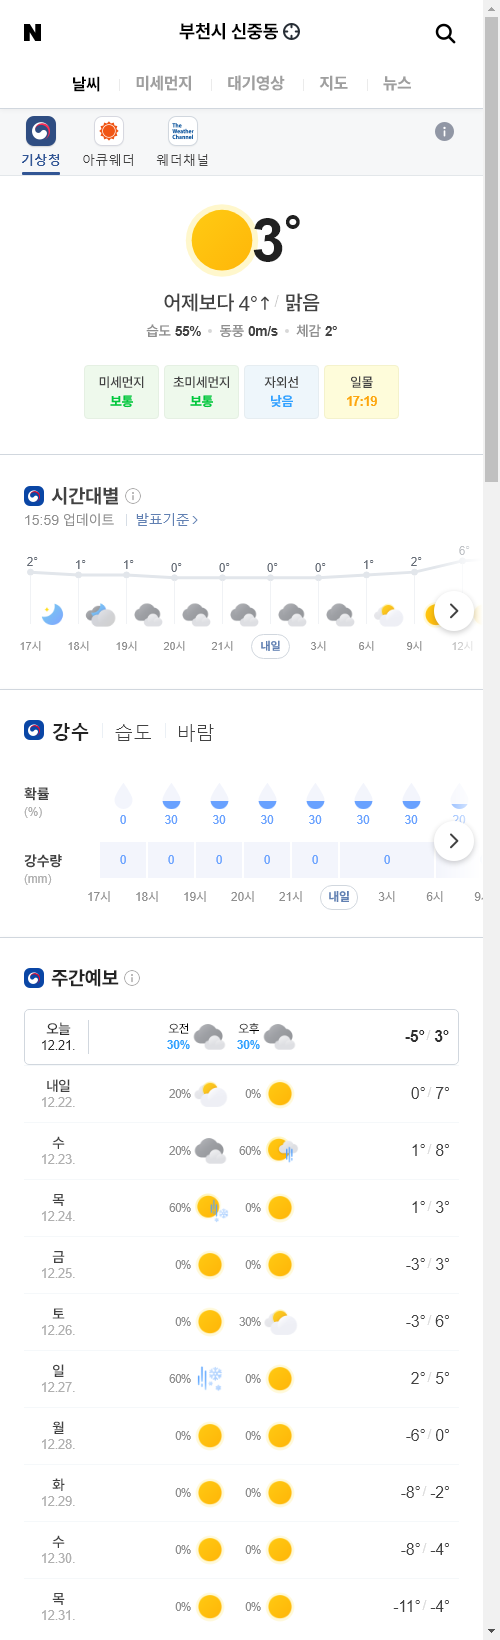 N
부천시 신중동
날씨 미세먼지 대기영상 지도 뉴스
The Weather Channel
기상청 아큐웨더 웨더채널
3°
어제보다 4°↑ / 맑음
습도 55% • 동풍 0m/s • 체감 2°
미세먼지 초미세먼지 자외선 일몰
보통 보통 낮음 17:19
시간대별
15:59 업데이트 발표기준 >
2° 1° 1° 0° 0° 0° 0° 1° 2° 6°
17시 18시 19시 20시 21시 내일 3시 6시 9시 12시
강수 습도 바람
확률
(%)
0 30 30 30 30 30 30 20
강수량
(mm)
0 0 0 0 0 0
17시 18시 19시 20시 21시 내일 3시 6시 9시
주간예보
오늘 오전 오후
12.21. 30% 30% -5° / 3°
내일
12.22. 20% 0% 0° / 7°
수
12.23. 20% 60% 1° / 8°
목
12.24. 60% 0% 1° / 3°
금
12.25. 0% 0% -3° / 3°
토
12.26. 0% 30% -3° / 6°
일
12.27. 60% 0% 2° / 5°
월
12.28. 0% 0% -6° / 0°
화
12.29. 0% 0% -8° / -2°
수
12.30. 0% 0% -8° / -4°
목
12.31. 0% 0% -11° / -4°